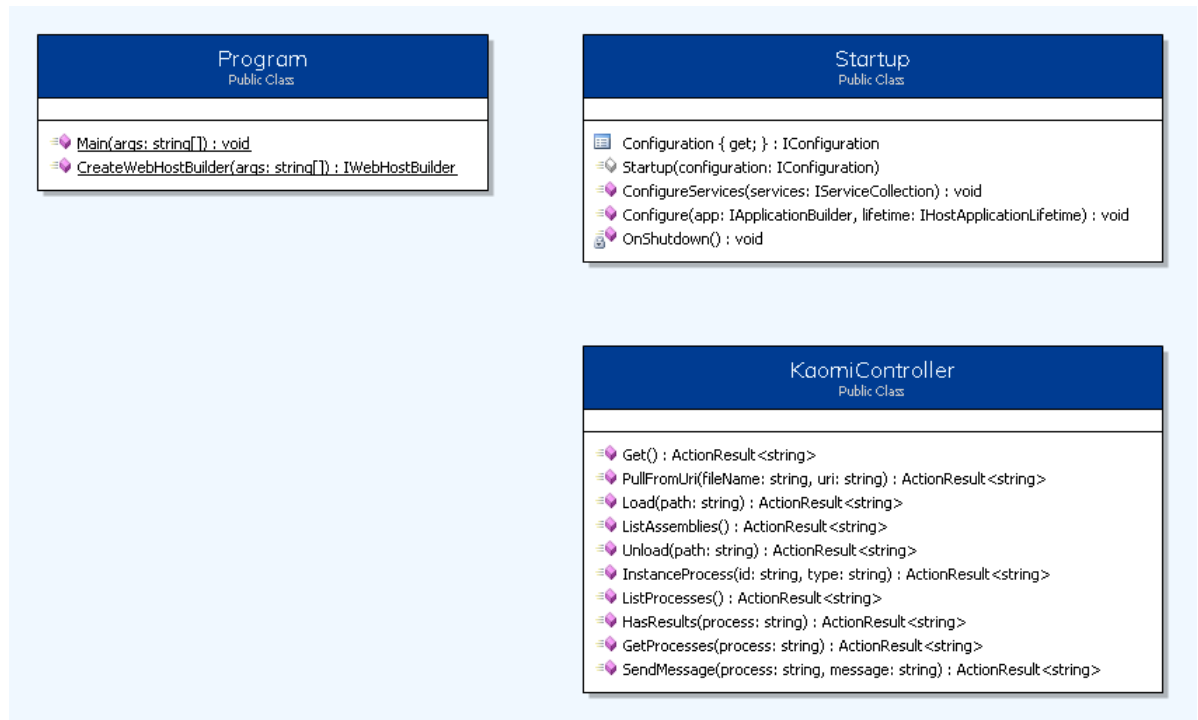 Program
Public Class
Main(args: string[]) : void
CreateWebHostBuilder(args: string[]) : IWebHostBuilder
Startup
Public Class
Configuration { get; } : IConfiguration
Startup(configuration: IConfiguration)
ConfigureServices(services: IServiceCollection) : void
Configure(app: IApplicationBuilder, lifetime: IHostApplicationLifetime) : void
OnShutdown() : void
KaomiController
Public Class
Get() : ActionResult<string>
PullFromUri(fileName: string, uri: string) : ActionResult<string>
Load(path: string) : ActionResult<string>
ListAssemblies() : ActionResult<string>
Unload(path: string) : ActionResult<string>
InstanceProcess(id: string, type: string) : ActionResult<string>
ListProcesses() : ActionResult<string>
HasResults(process: string) : ActionResult<string>
GetProcesses(process: string) : ActionResult<string>
SendMessage(process: string, message: string) : ActionResult<string>